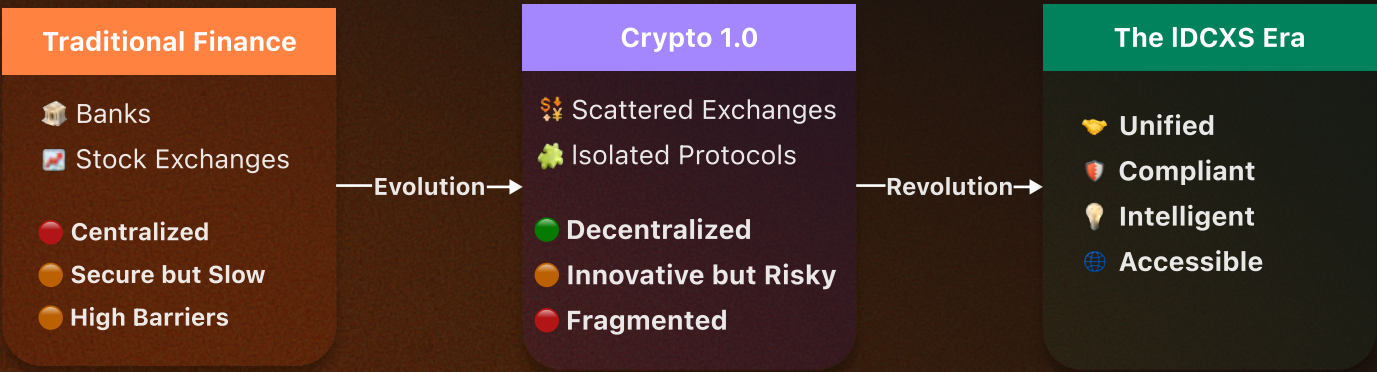 Traditional Finance
Banks
Stock Exchanges
Centralized
Secure but Slow
High Barriers
Evolution
Crypto 1.0
Scattered Exchanges
Isolated Protocols
Decentralized
Innovative but Risky
Fragmented
Revolution
The IDCXS Era
Unified
Compliant
Intelligent
Accessible